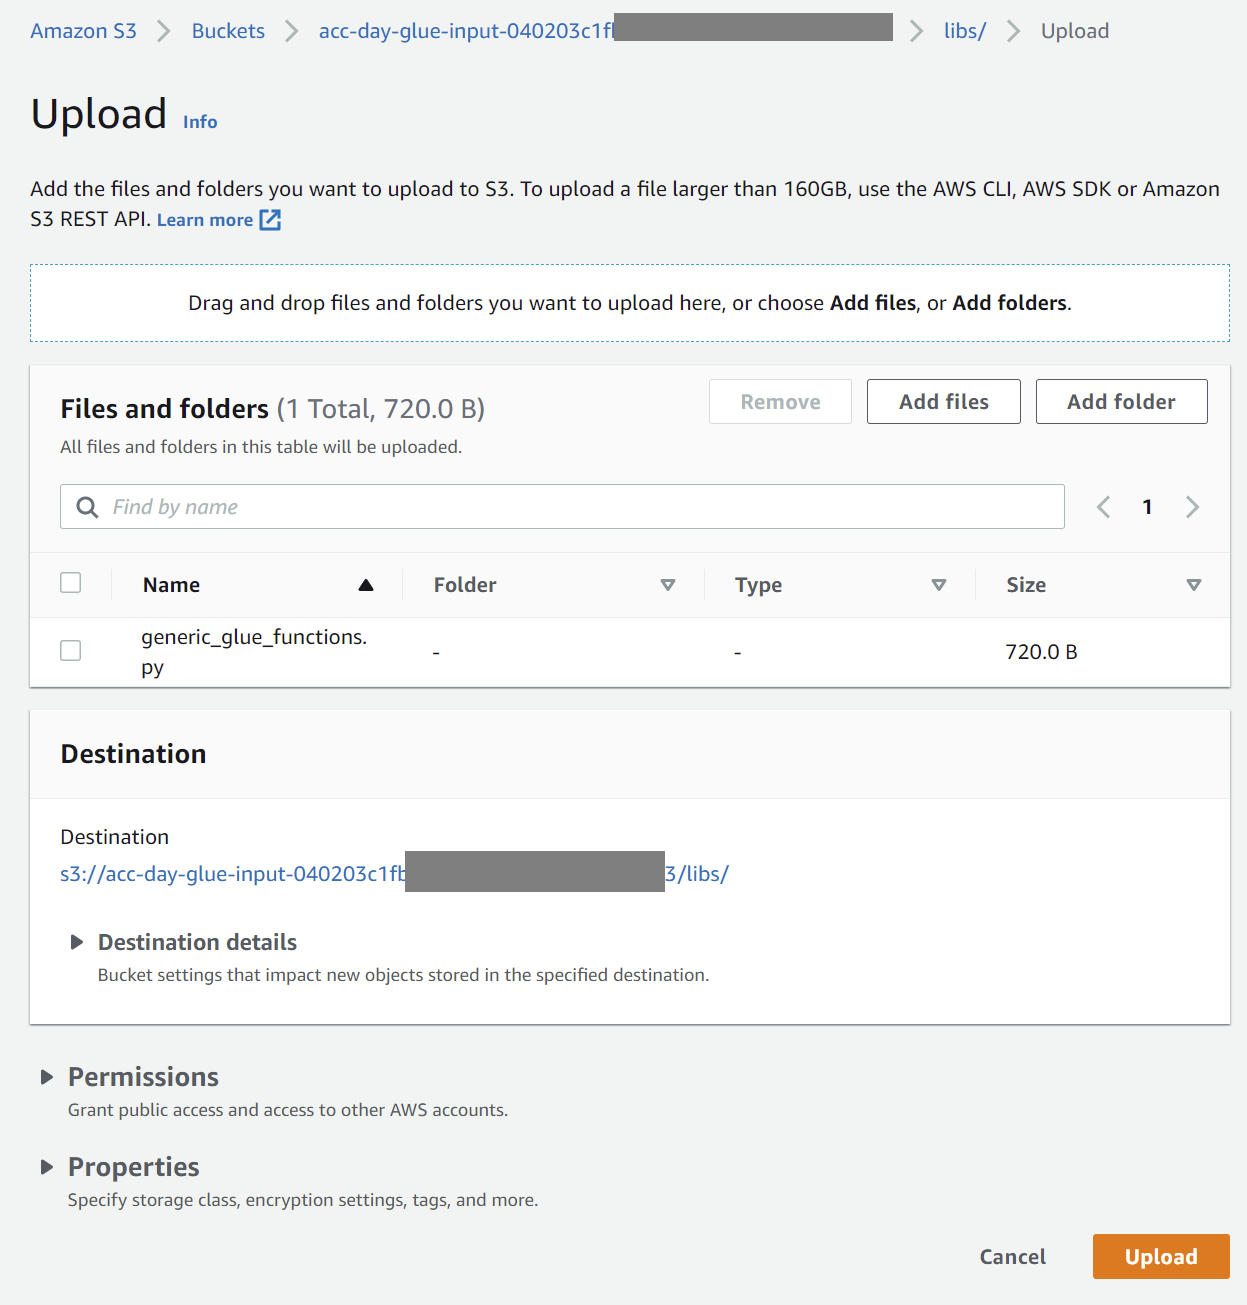 Amazon S3 > Buckets > acc-day-glue-input-040203c1f > libs/ > Upload
Upload Info
Add the files and folders you want to upload to S3. To upload a file larger than 160GB, use the AWS CLI, AWS SDK or Amazon
S3 REST API. Learn more
Drag and drop files and folders you want to upload here, or choose Add files, or Add folders.
Files and folders (1 Total, 720.0 B)
Remove
Add files
Add folder
All files and folders in this table will be uploaded.
Find by name
1
Name Folder Type Size
generic_glue_functions.
py
- - 720.0 B
Destination
Destination
s3://acc-day-glue-input-040203c1fb 3/libs/
Destination details
Bucket settings that impact new objects stored in the specified destination.
Permissions
Grant public access and access to other AWS accounts.
Properties
Specify storage class, encryption settings, tags, and more.
Cancel Upload